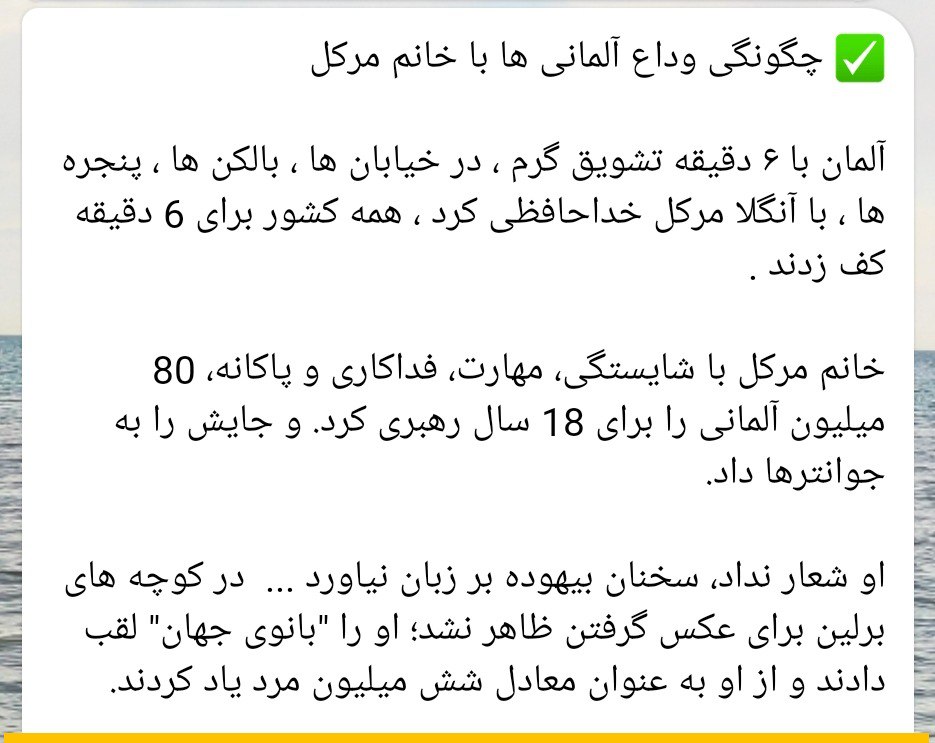 ✅ چگونگی وداع آلمانی ها با خانم مرکل
آلمان با ۶ دقیقه تشویق گرم ، در خیابان ها ، بالکن ها ، پنجره
ها ، با آنگلا مرکل خداحافظی کرد ، همه کشور برای 6 دقیقه
کف زدند .
خانم مرکل با شایستگی، مهارت، فداکاری و پاکانه، 80
میلیون آلمانی را برای 18 سال رهبری کرد. و جایش را به
جوانترها داد.
او شعار نداد، سخنان بیهوده بر زبان نیاورد ... در کوچه های
برلین برای عکس گرفتن ظاهر نشد؛ او را "بانوی جهان" لقب
دادند و از او به عنوان معادل شش میلیون مرد یاد کردند.